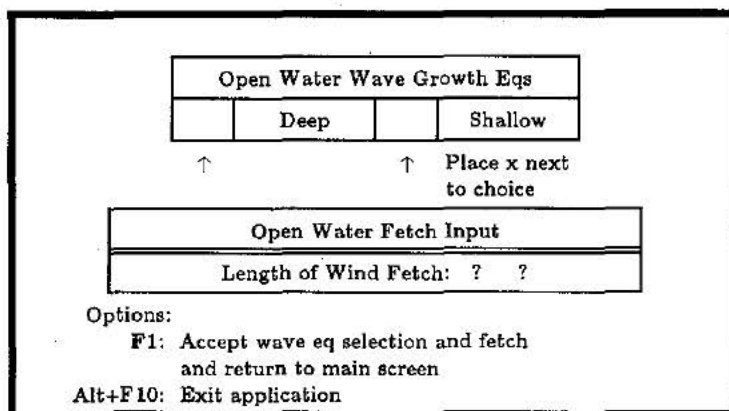 Open Water Wave Growth Eqs
Deep Shallow
↑ ↑ Place x next
to choice
Open Water Fetch Input
Length of Wind Fetch: ? ?
Options:
F1: Accept wave eq selection and fetch
and return to main screen
Alt+F10: Exit application